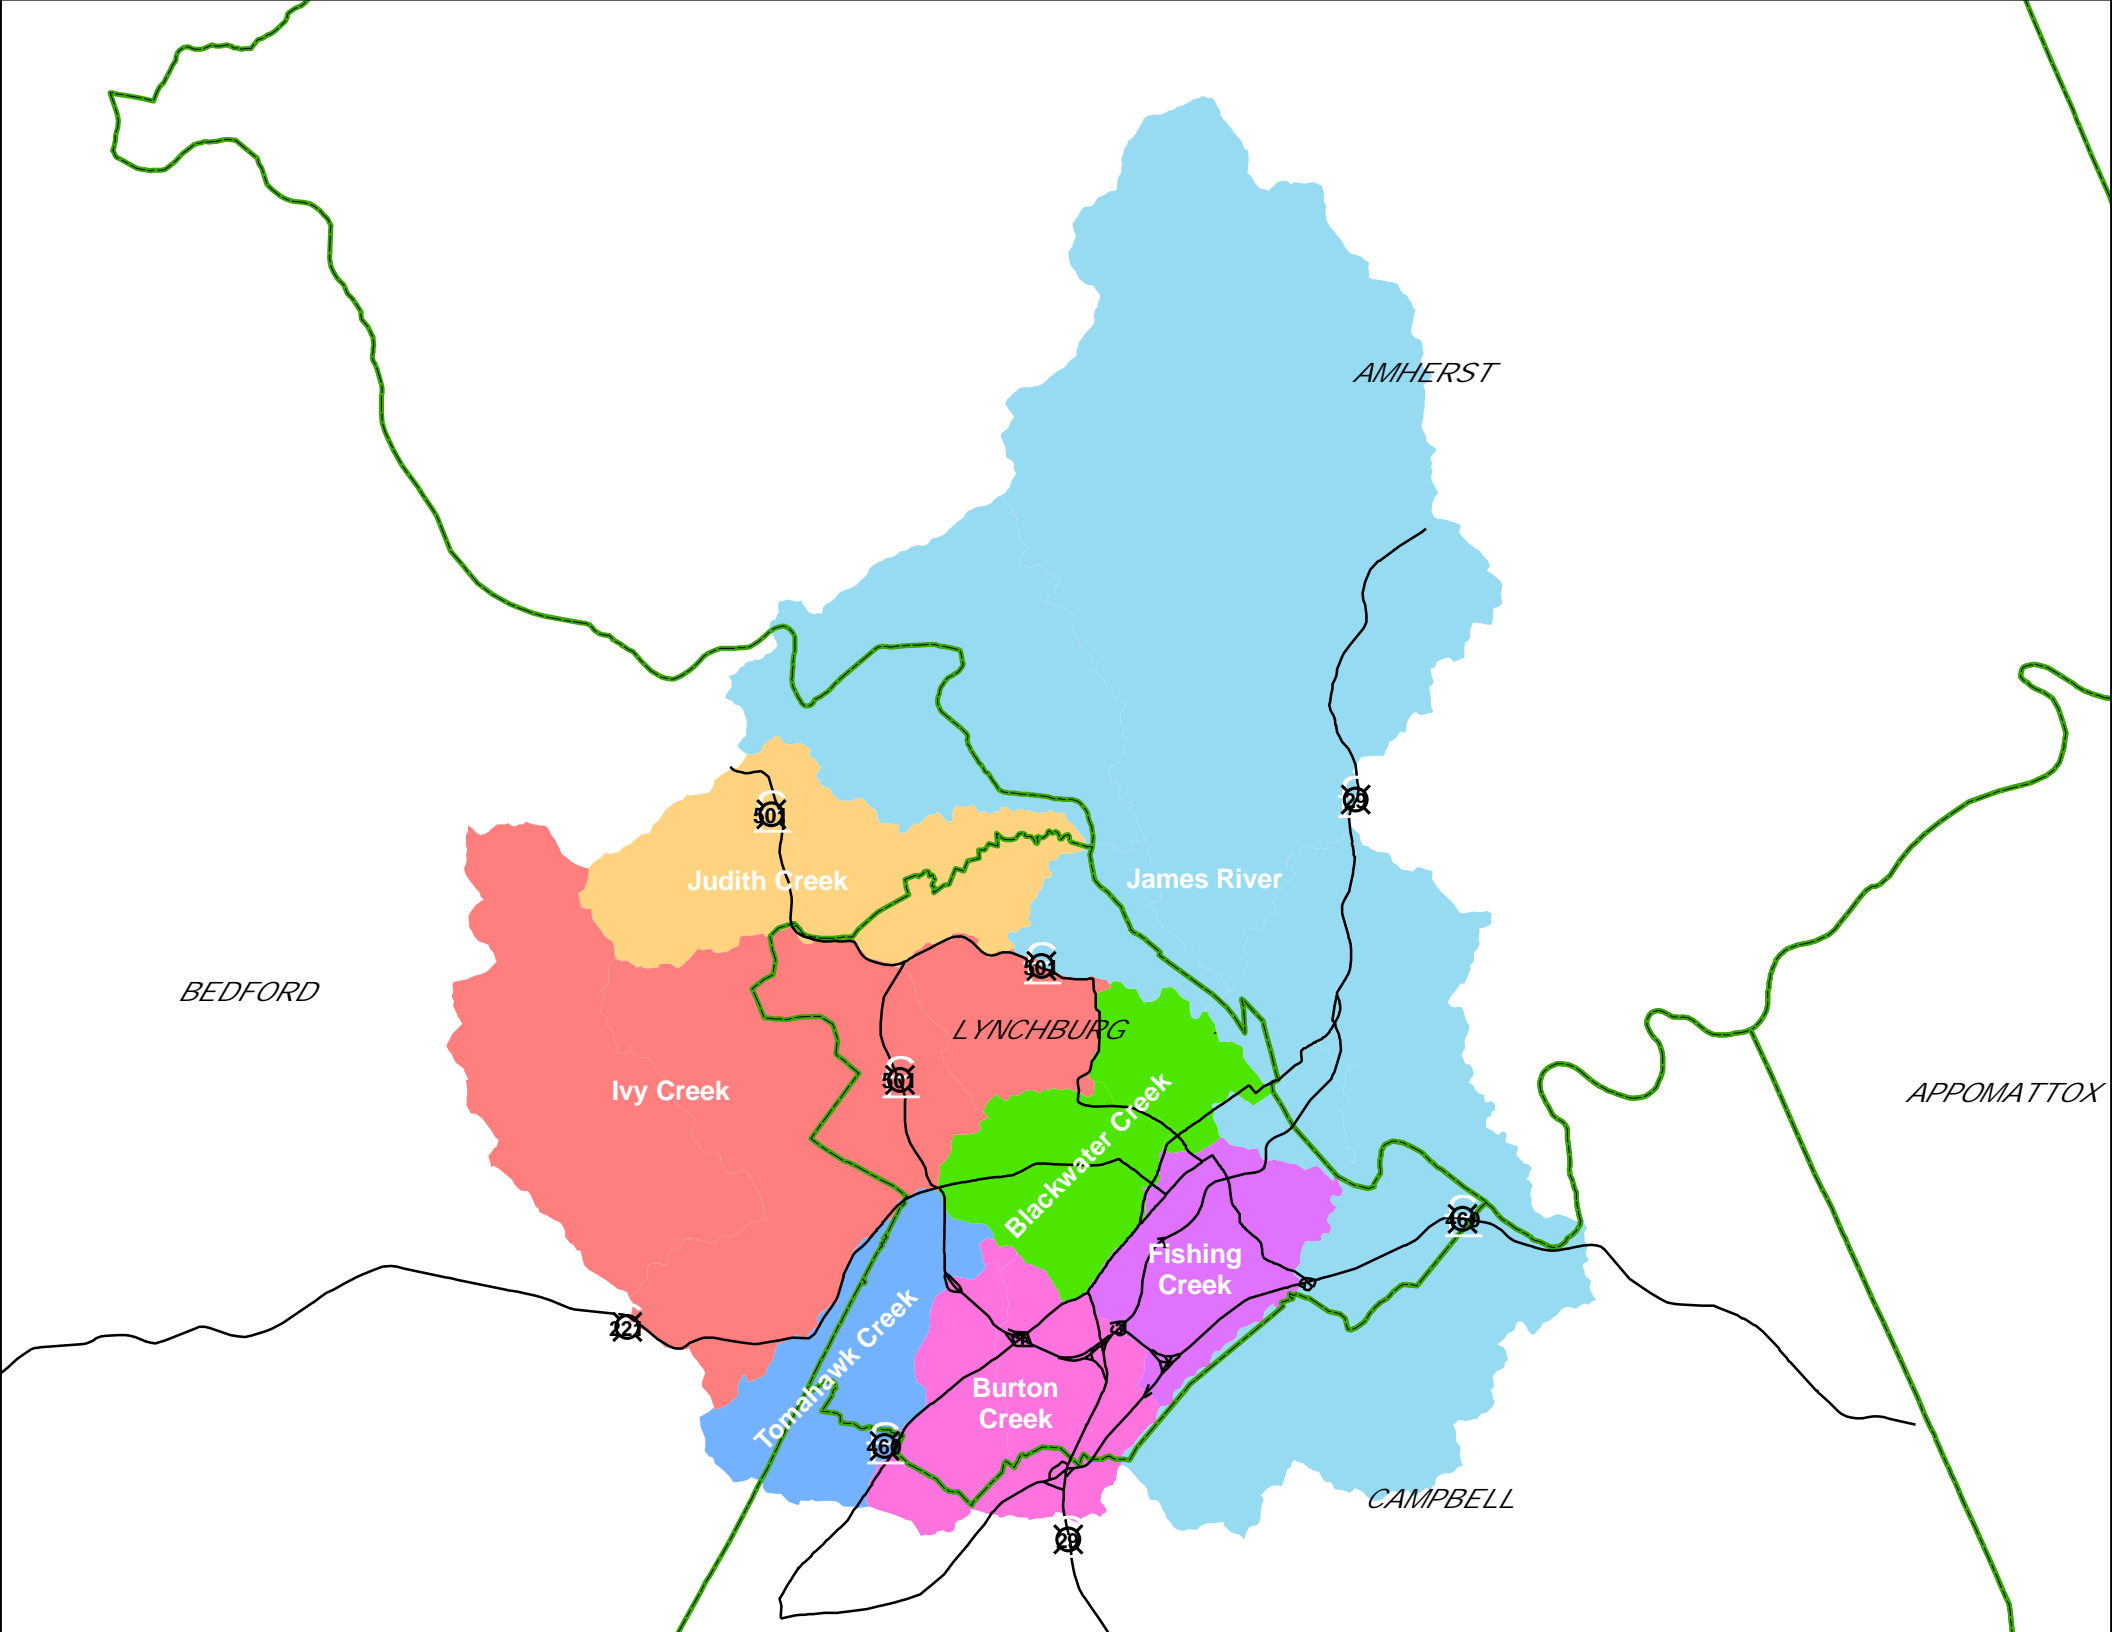 AMHERST
29
501
Judith Creek
James River
501
BEDFORD
LYNCHBURG
501
Ivy Creek
Blackwater Creek
APPOMATTOX
460
Fishing
Creek
221
Tomahawk Creek
Burton
Creek
460
CAMPBELL
29